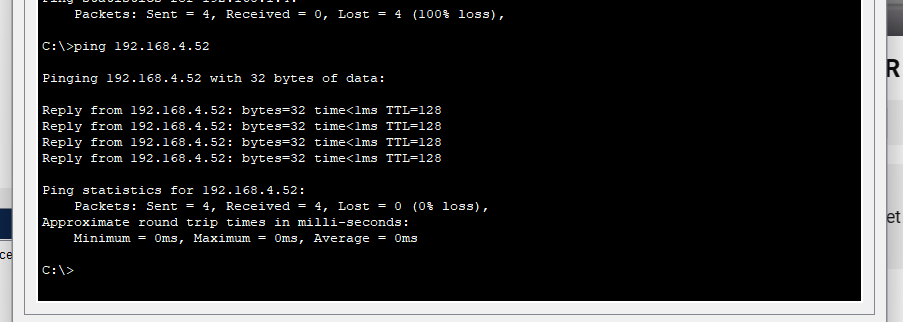 Packets: Sent = 4, Received = 0, Lost = 4 (100% loss),
C:\>ping 192.168.4.52
Pinging 192.168.4.52 with 32 bytes of data:
Reply from 192.168.4.52: bytes=32 time<1ms TTL=128
Reply from 192.168.4.52: bytes=32 time<1ms TTL=128
Reply from 192.168.4.52: bytes=32 time<1ms TTL=128
Reply from 192.168.4.52: bytes=32 time<1ms TTL=128
Ping statistics for 192.168.4.52:
Packets: Sent = 4, Received = 4, Lost = 0 (0% loss),
Approximate round trip times in milli-seconds:
Minimum = 0ms, Maximum = 0ms, Average = 0ms
C:\>
R
et
ce